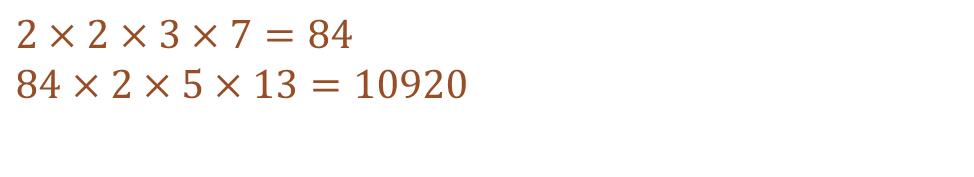 2 × 2 × 3 × 7 = 84
84 × 2 × 5 × 13 = 10920